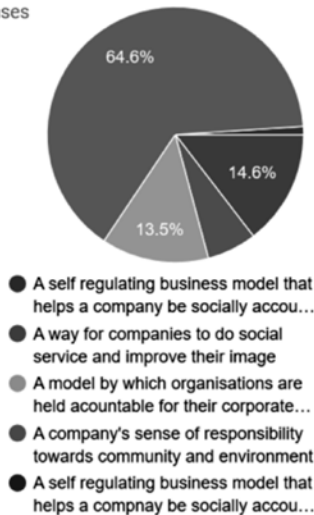 ses
64.6%
14.6%
13.5%
A self regulating business model that
helps a company be socially accou...
A way for companies to do social
service and improve their image
A model by which organisations are
held acountable for their corporate...
A company's sense of responsibility
towards community and environment
A self regulating business model that
helps a compnay be socially accou...